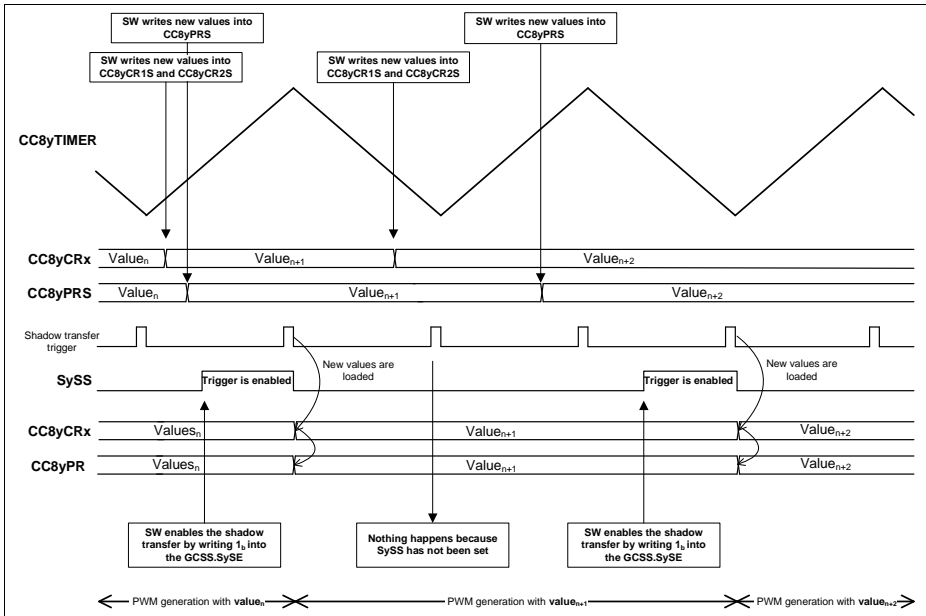 SW writes new values into
CC8yPRS
SW writes new values into
CC8yPRS
SW writes new values into
CC8yCR1S and CC8yCR2S
SW writes new values into
CC8yCR1S and CC8yCR2S
CC8yTIMER
CC8yCRx
Valueₙ
Valueₙ₊₁
Valueₙ₊₂
CC8yPRS
Valueₙ
Valueₙ₊₁
Valueₙ₊₂
Shadow transfer
trigger
New values are
loaded
New values are
loaded
SySS
Trigger is enabled
Trigger is enabled
CC8yCRx
Valuesₙ
Valueₙ₊₁
Valueₙ₊₂
CC8yPR
Valuesₙ
Valueₙ₊₁
Valueₙ₊₂
SW enables the shadow
transfer by writing 1b into
the GCSS.SySE
Nothing happens because
SySS has not been set
SW enables the shadow
transfer by writing 1b into
the GCSS.SySE
PWM generation with valueₙ
PWM generation with valueₙ₊₁
PWM generation with valueₙ₊₂